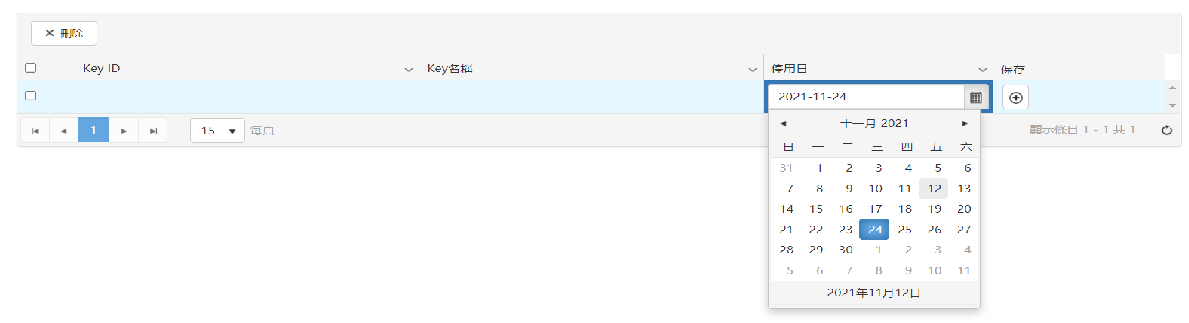 刪除
Key ID Key名稱 停用日 保存
2021-11-24
1 15 每頁 顯示條目 1 - 1 共 1
十一月 2021
日 一 二 三 四 五 六
31 1 2 3 4 5 6
7 8 9 10 11 12 13
14 15 16 17 18 19 20
21 22 23 24 25 26 27
28 29 30 1 2 3 4
5 6 7 8 9 10 11
2021年11月12日